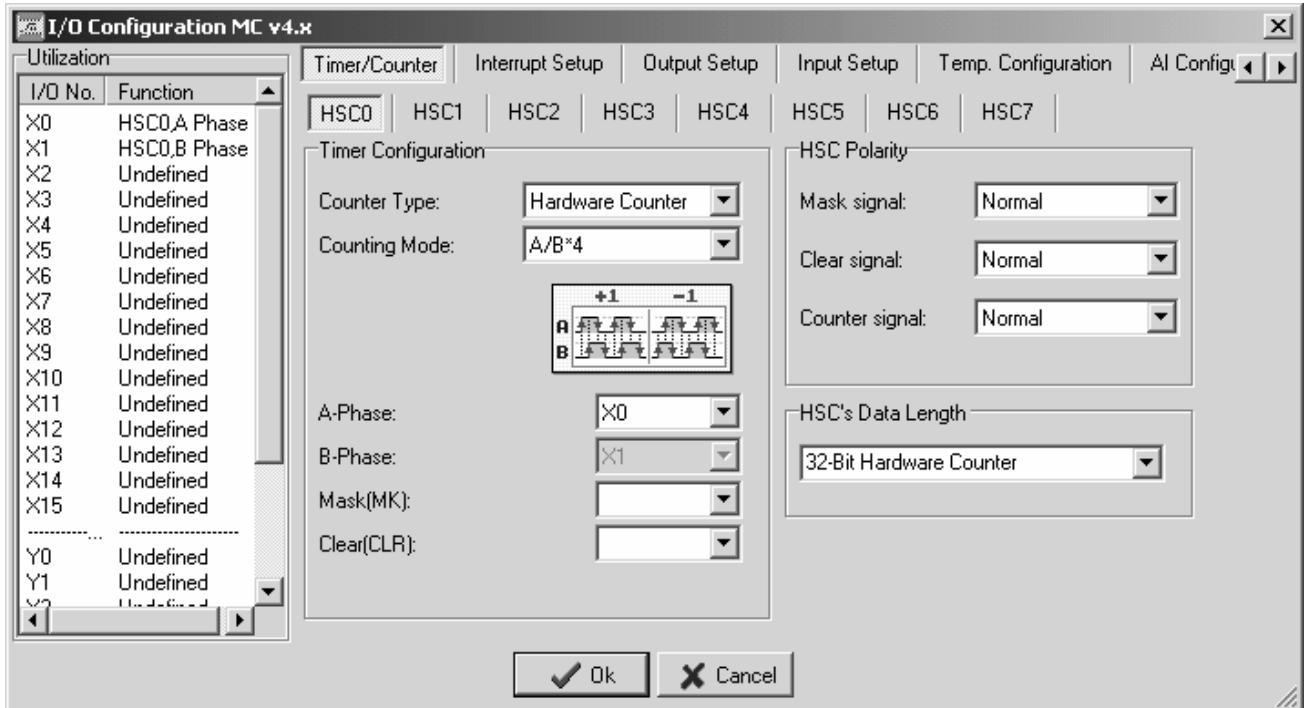 I/O Configuration MC v4.x
Utilization
I/O No. Function
X0 HSC0,A Phase
X1 HSC0,B Phase
X2 Undefined
X3 Undefined
X4 Undefined
X5 Undefined
X6 Undefined
X7 Undefined
X8 Undefined
X9 Undefined
X10 Undefined
X11 Undefined
X12 Undefined
X13 Undefined
X14 Undefined
X15 Undefined
-----------... ----------------------
Y0 Undefined
Y1 Undefined
Timer/Counter Interrupt Setup Output Setup Input Setup Temp. Configuration AI
HSC0 HSC1 HSC2 HSC3 HSC4 HSC5 HSC6 HSC7
Timer Configuration
Counter Type: Hardware Counter
Counting Mode: A/B*4
+1 -1
A
B
A-Phase: X0
B-Phase: X1
Mask(MK):
Clear(CLR):
HSC Polarity
Mask signal: Normal
Clear signal: Normal
Counter signal: Normal
HSC's Data Length
32-Bit Hardware Counter
Ok Cancel